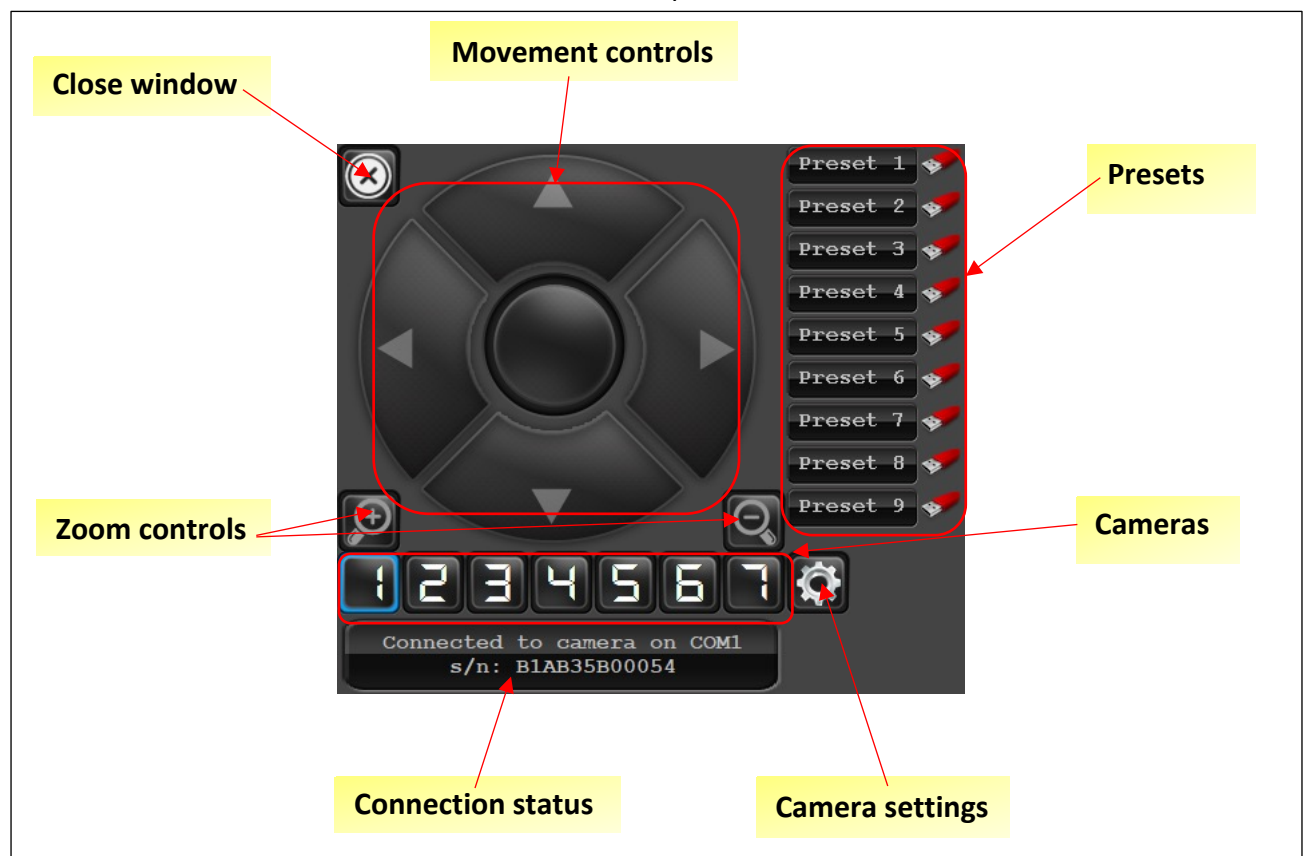 Movement controls
Close window
Presets
Preset 1
Preset 2
Preset 3
Preset 4
Preset 5
Preset 6
Preset 7
Preset 8
Preset 9
Zoom controls
Cameras
1 2 3 4 5 6 7
Connected to camera on COM1
s/n: B1AB35B00054
Connection status
Camera settings